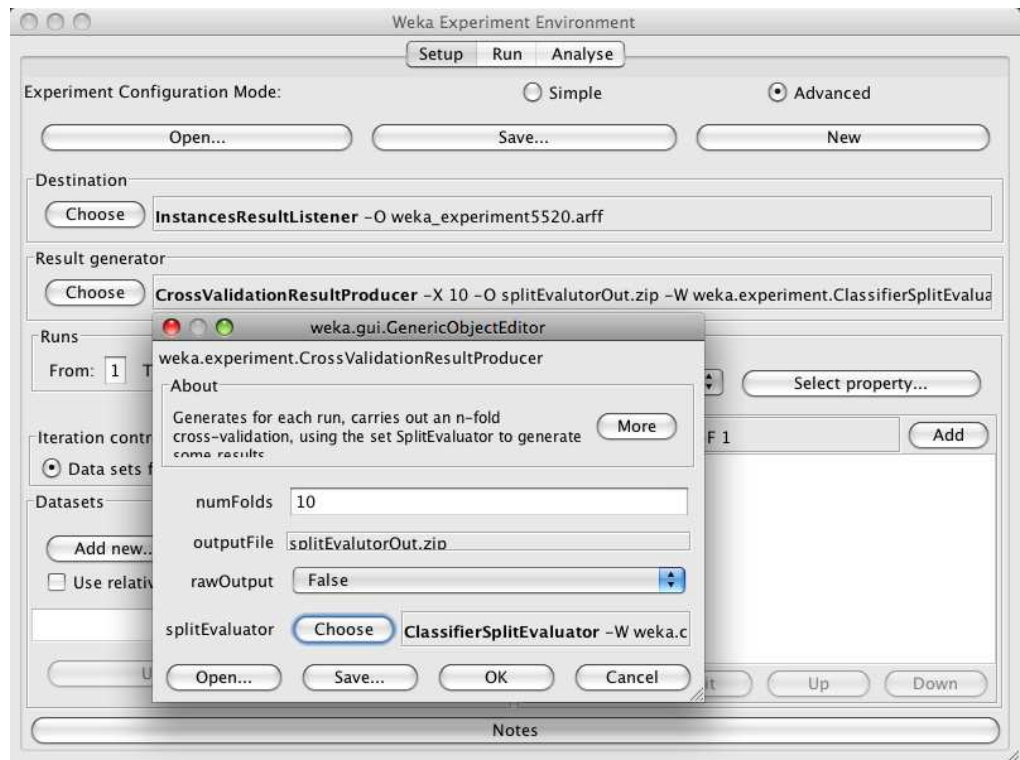 Weka Experiment Environment
Setup Run Analyse
Experiment Configuration Mode: Simple Advanced
Open... Save... New
Destination
Choose InstancesResultListener -O weka_experiment5520.arff
Result generator
Choose CrossValidationResultProducer -X 10 -O splitEvalutorOut.zip -W weka.experiment.ClassifierSplitEvalua
Runs
From: 1 T
Select property...
Iteration contr
F 1 Add
Data sets f
Datasets
Add new..
Use relativ
U
it Up Down
Notes
weka.gui.GenericObjectEditor
weka.experiment.CrossValidationResultProducer
About
Generates for each run, carries out an n-fold
cross-validation, using the set SplitEvaluator to generate
some results
More
numFolds 10
outputFile splitEvalutorOut.zip
rawOutput False
splitEvaluator Choose ClassifierSplitEvaluator -W weka.c
Open... Save... OK Cancel